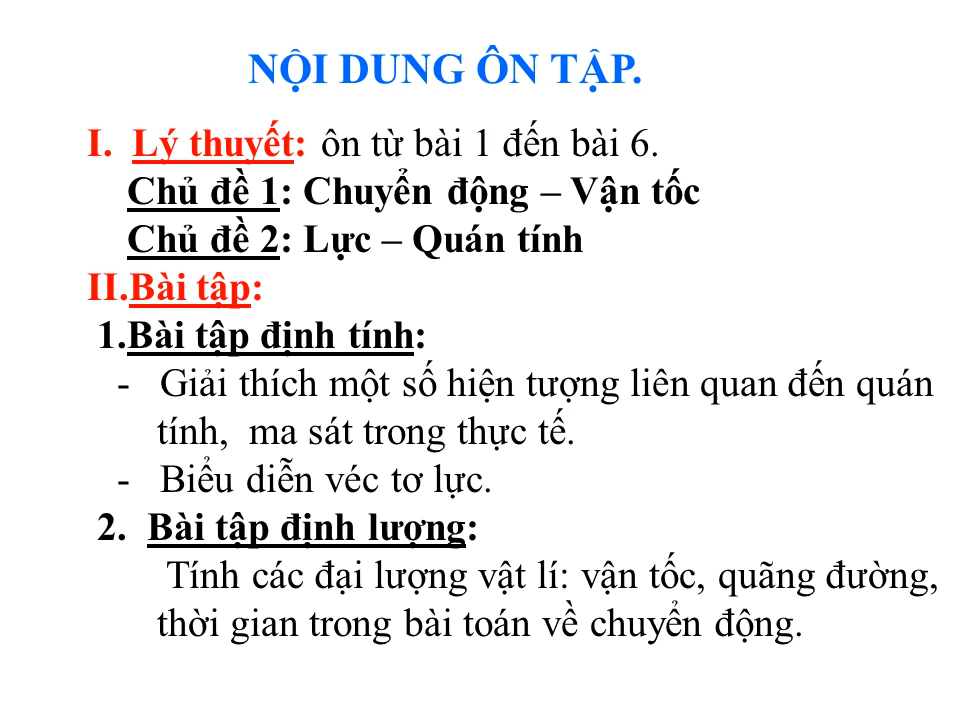 NỘI DUNG ÔN TẬP.
I. Lý thuyết: ôn từ bài 1 đến bài 6.
Chủ đề 1: Chuyển động – Vận tốc
Chủ đề 2: Lực – Quán tính
II.Bài tập:
1.Bài tập định tính:
- Giải thích một số hiện tượng liên quan đến quán
tính, ma sát trong thực tế.
- Biểu diễn véc tơ lực.
2. Bài tập định lượng:
Tính các đại lượng vật lí: vận tốc, quãng đường,
thời gian trong bài toán về chuyển động.